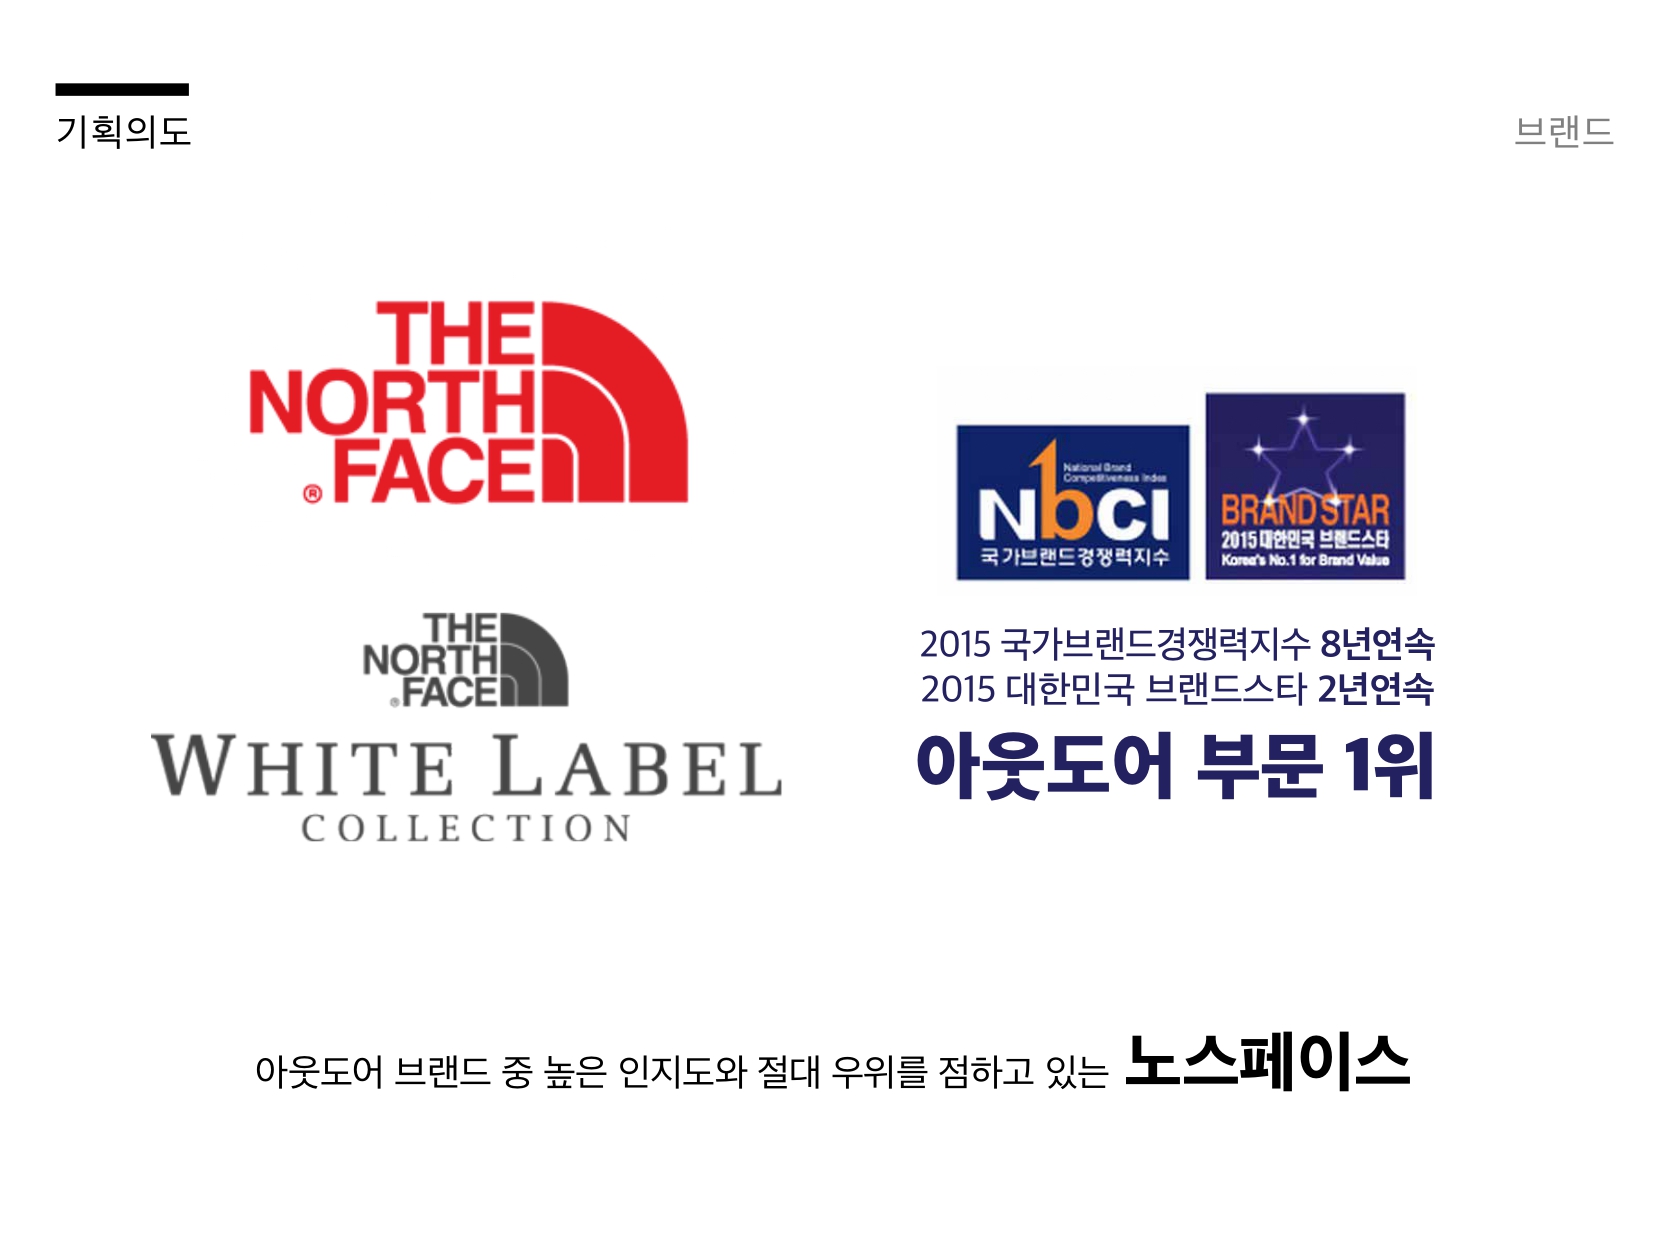 기획의도
브랜드
THE
NORTH
FACE
®
THE
NORTH
FACE
®
WHITE LABEL
COLLECTION
National Brand
Competitiveness Index
NbCI
국가브랜드경쟁력지수
BRAND STAR
2015 대한민국 브랜드스타
Korea's No.1 for Brand Value
2015 국가브랜드경쟁력지수 8년연속
2015 대한민국 브랜드스타 2년연속
아웃도어 부문 1위
아웃도어 브랜드 중 높은 인지도와 절대 우위를 점하고 있는 노스페이스